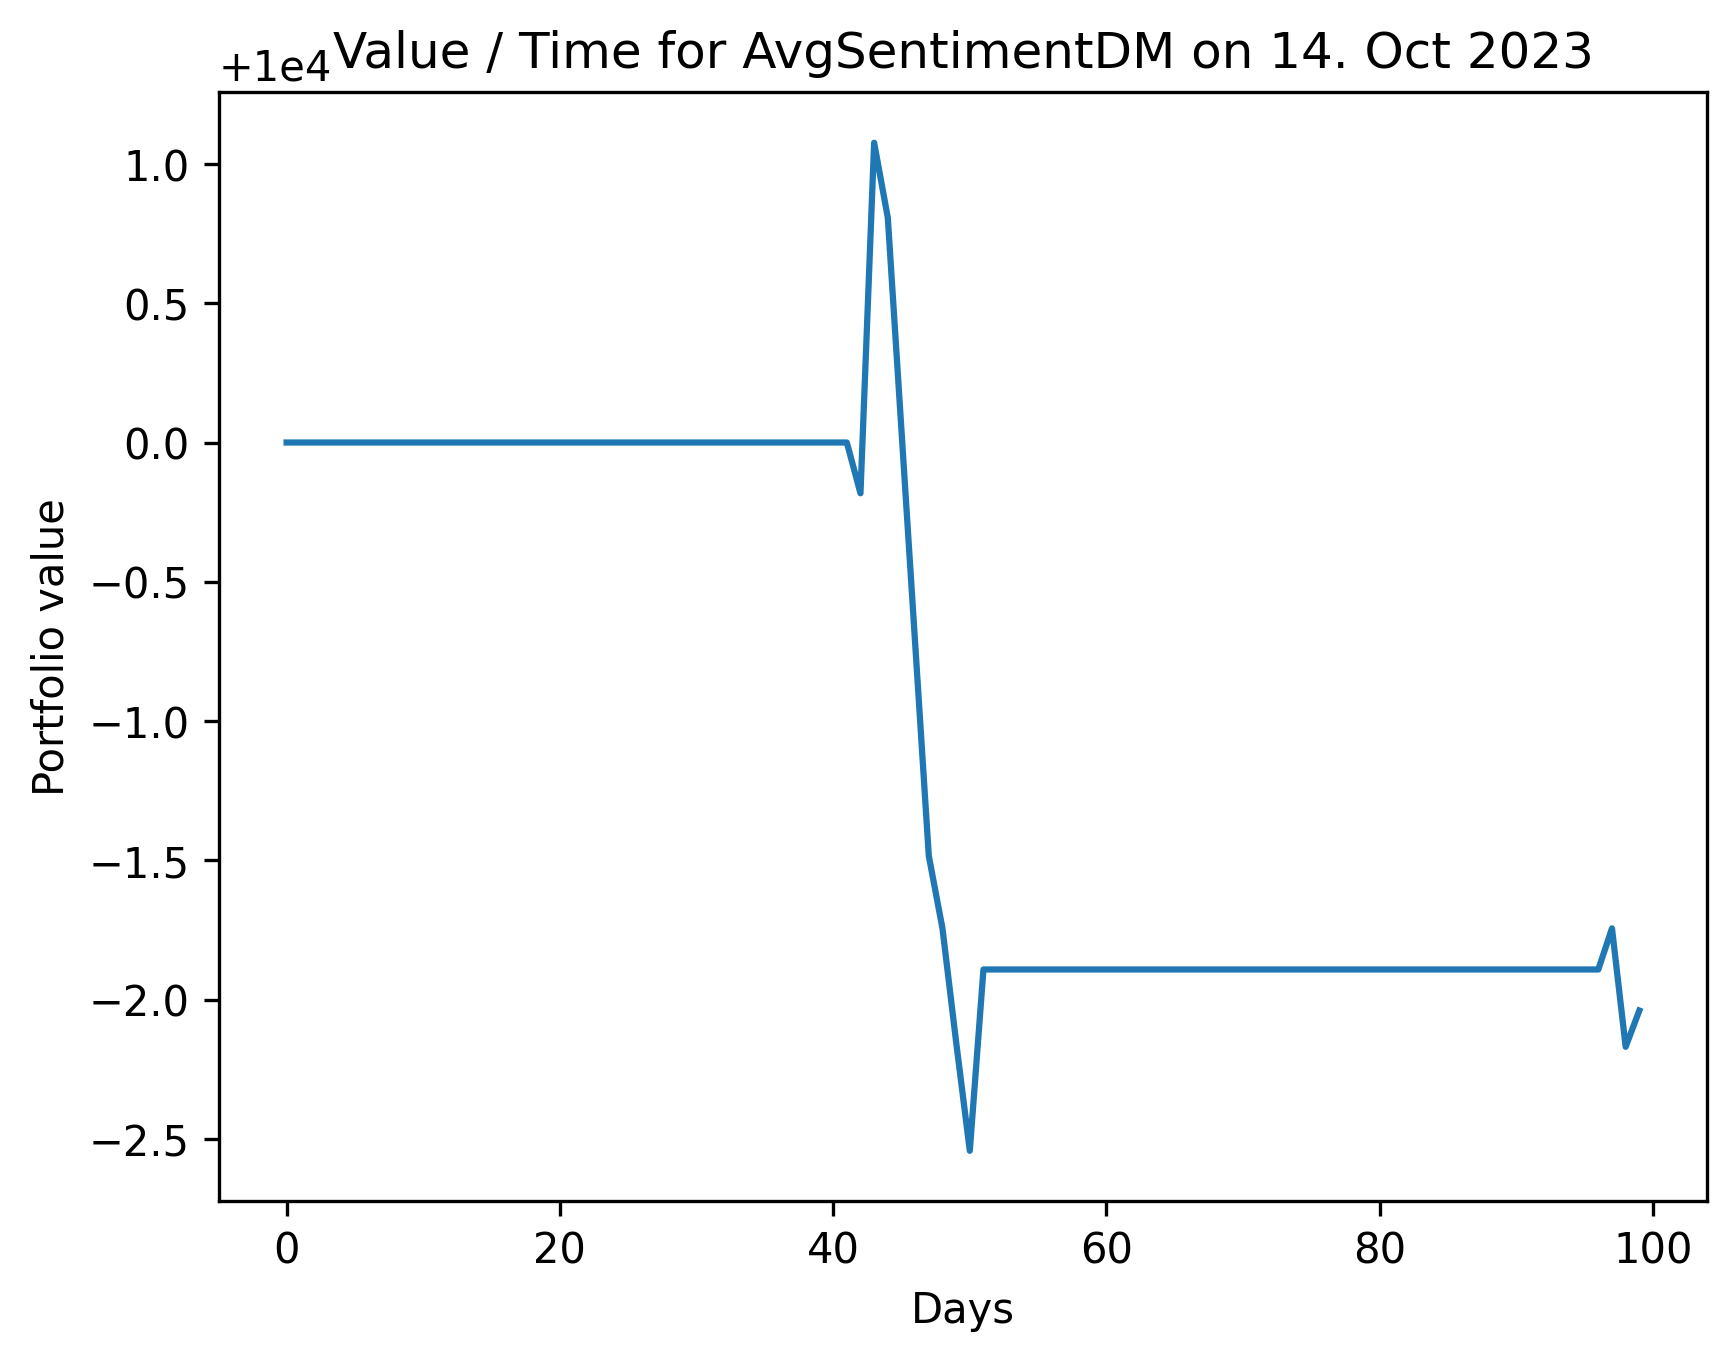 Value / Time for AvgSentimentDM on 14. Oct 2023
+1e4
1.0
0.5
0.0
−0.5
−1.0
−1.5
−2.0
−2.5
Portfolio value
0 20 40 60 80 100
Days